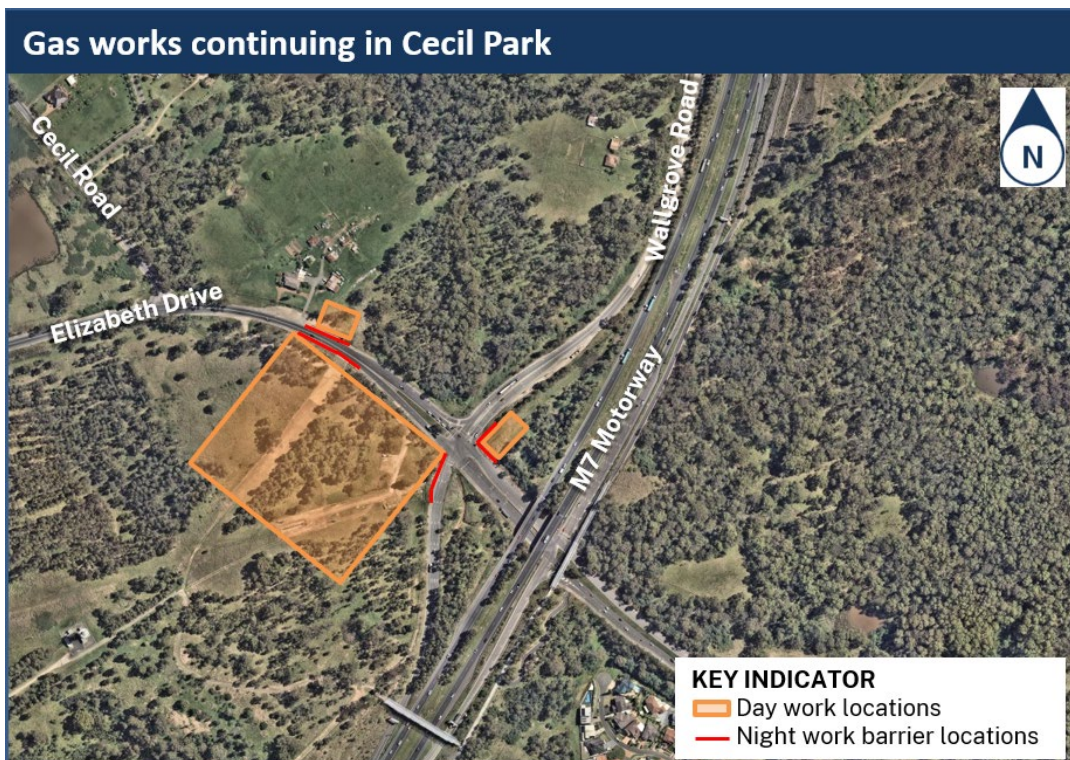 Gas works continuing in Cecil Park
Cecil Road
Wallgrove Road
N
Elizabeth Drive
M7 Motorway
KEY INDICATOR
Day work locations
Night work barrier locations